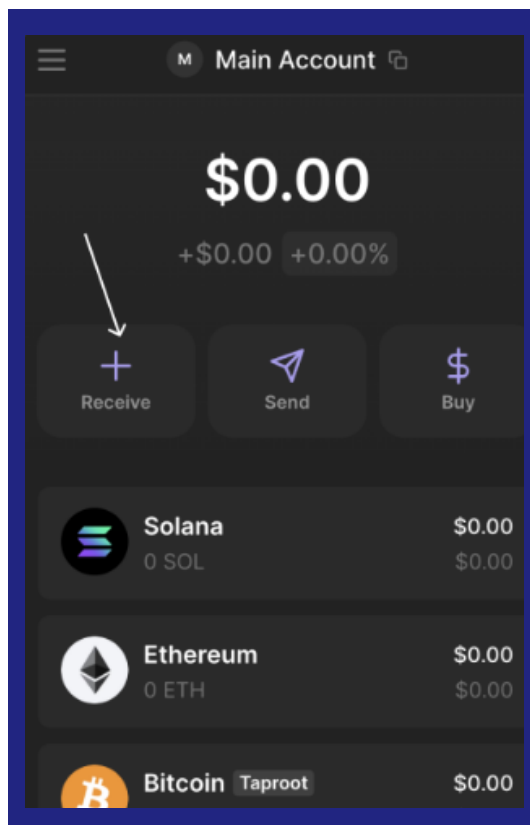 M Main Account
$0.00
+$0.00 +0.00%
Receive Send Buy
Solana $0.00
0 SOL $0.00
Ethereum $0.00
0 ETH $0.00
Bitcoin Taproot $0.00